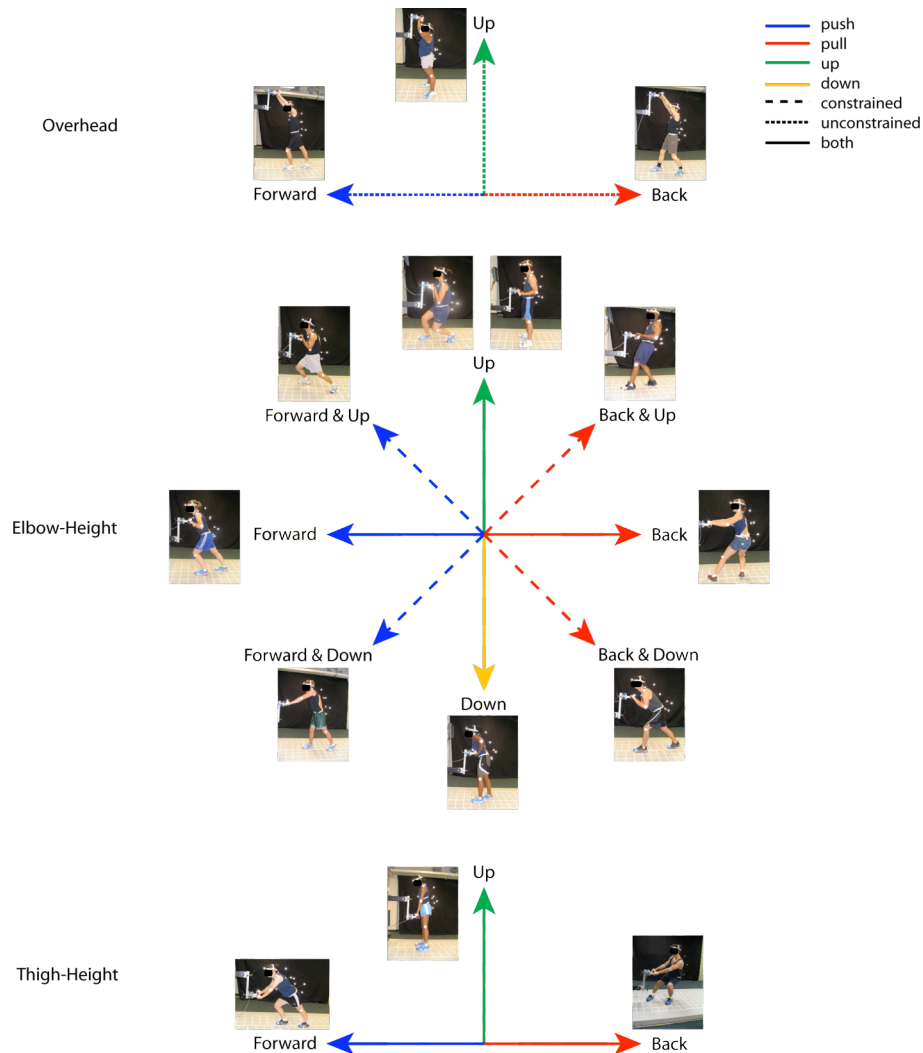 Up
push
pull
up
down
constrained
unconstrained
both
Overhead
Forward
Back
Up
Forward & Up
Back & Up
Elbow-Height
Forward
Back
Forward & Down
Back & Down
Down
Up
Thigh-Height
Forward
Back